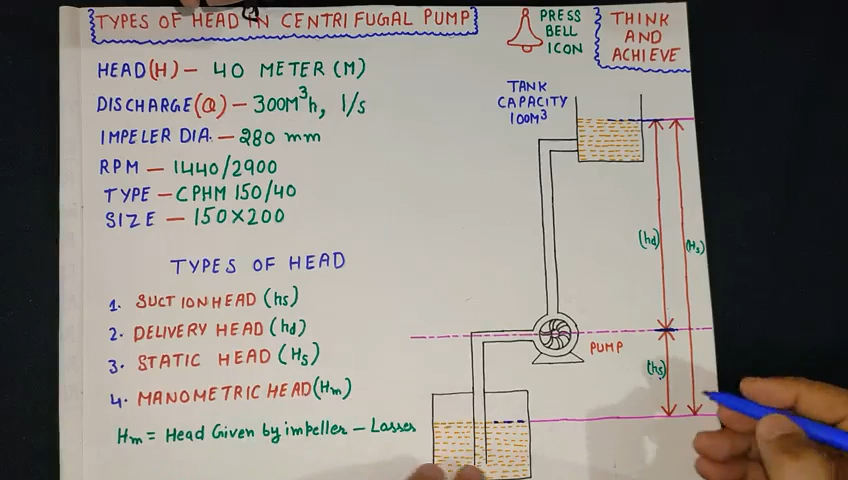 TYPES OF HEAD IN CENTRIFUGAL PUMP
PRESS
BELL
ICON
THINK
AND
ACHIEVE
HEAD(H) - 40 METER (M)
DISCHARGE(Q) - 300M³h, l/s
IMPELER DIA. - 280 mm
RPM - 1440/2900
TYPE - CPHM 150/40
SIZE - 150X200
TANK
CAPACITY
100M³
TYPES OF HEAD
1. SUCTION HEAD (hs)
2. DELIVERY HEAD (hd)
3. STATIC HEAD (Hs)
4. MANOMETRIC HEAD (Hm)
Hm = Head Given by impeller - Losser
(hd)
(Hs)
PUMP
(hs)